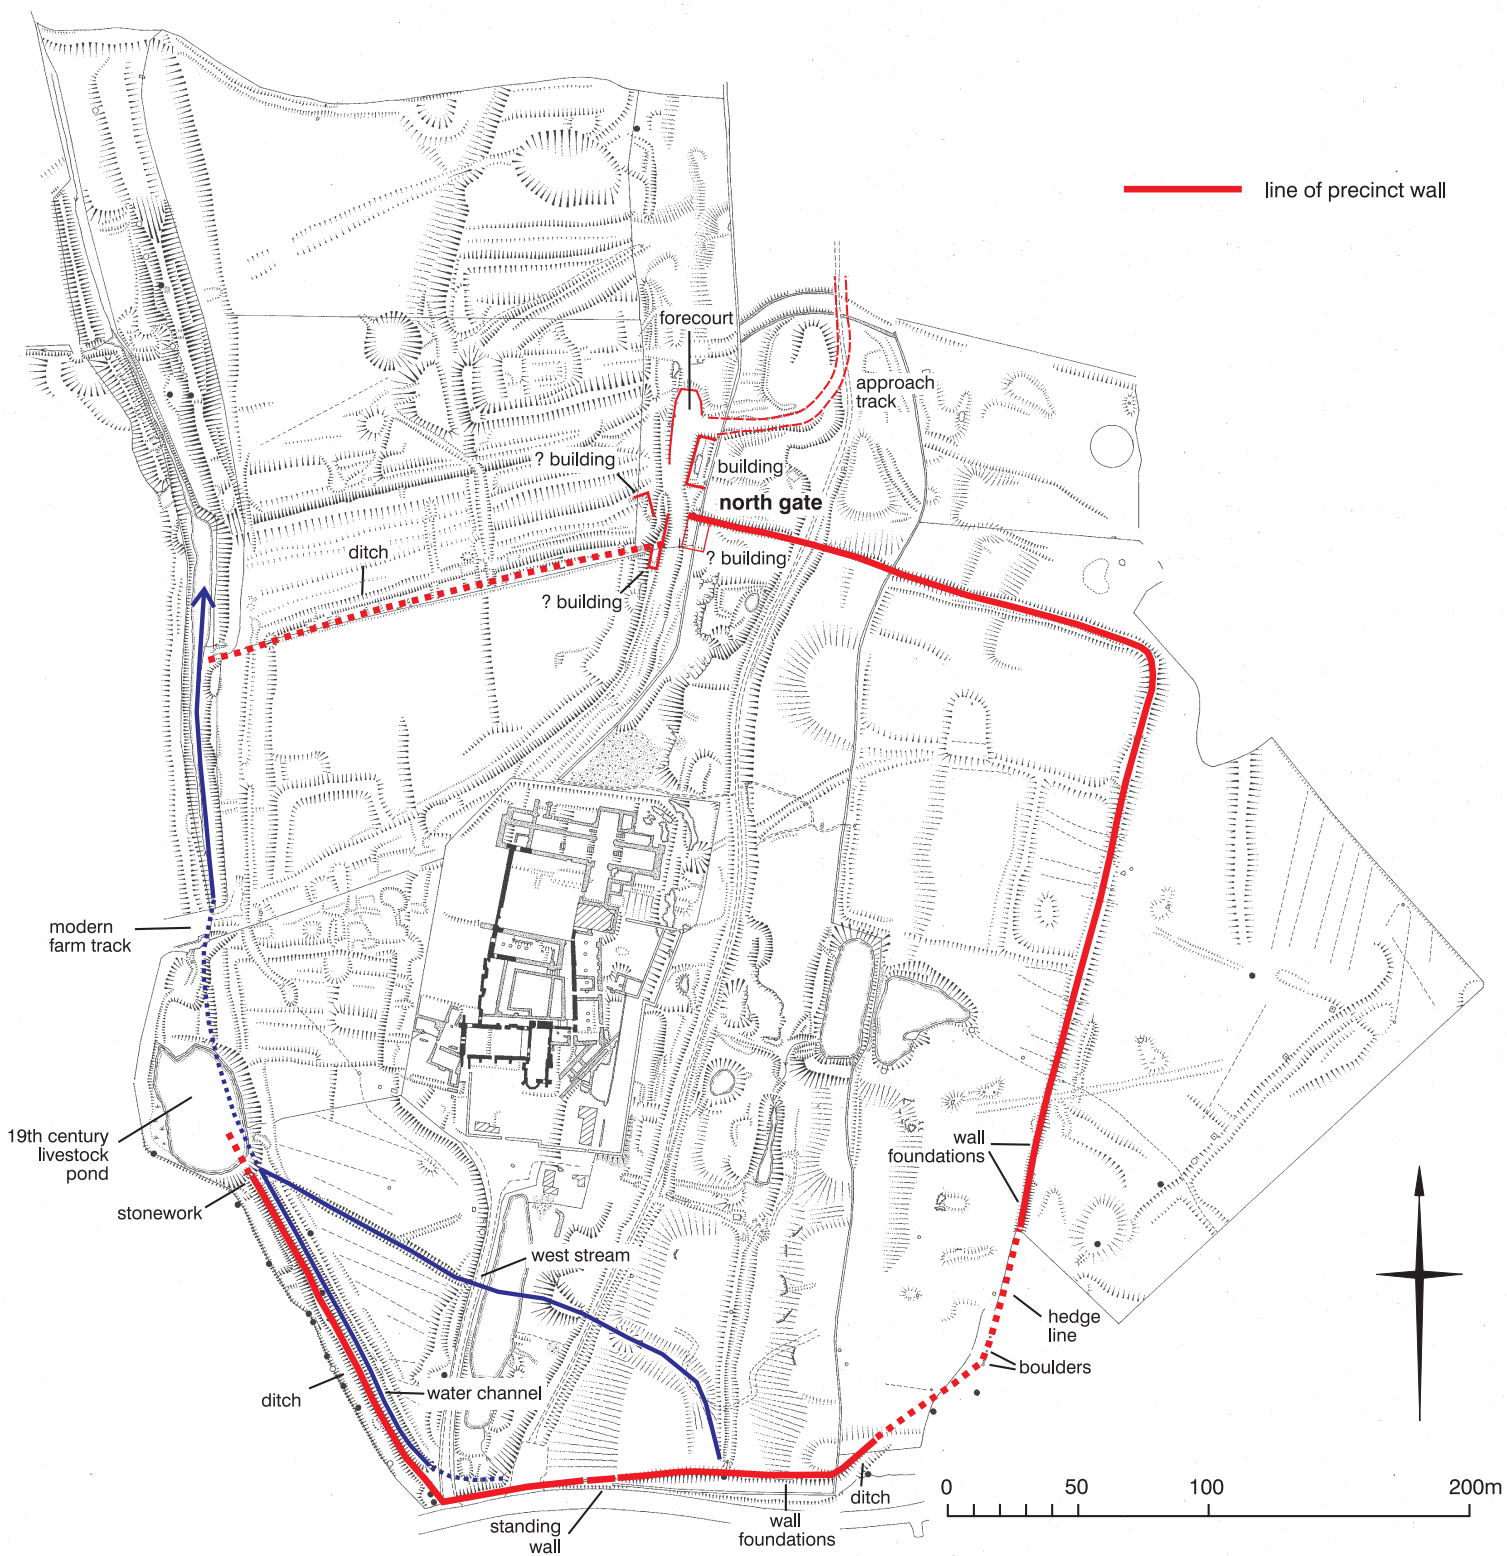 line of precinct wall
forecourt
approach
track
? building
building
north gate
ditch
? building
? building
modern
farm track
19th century
livestock
pond
wall
foundations
stonework
west stream
hedge
line
boulders
ditch
water channel
0 50 100 200m
ditch
standing
wall
wall
foundations